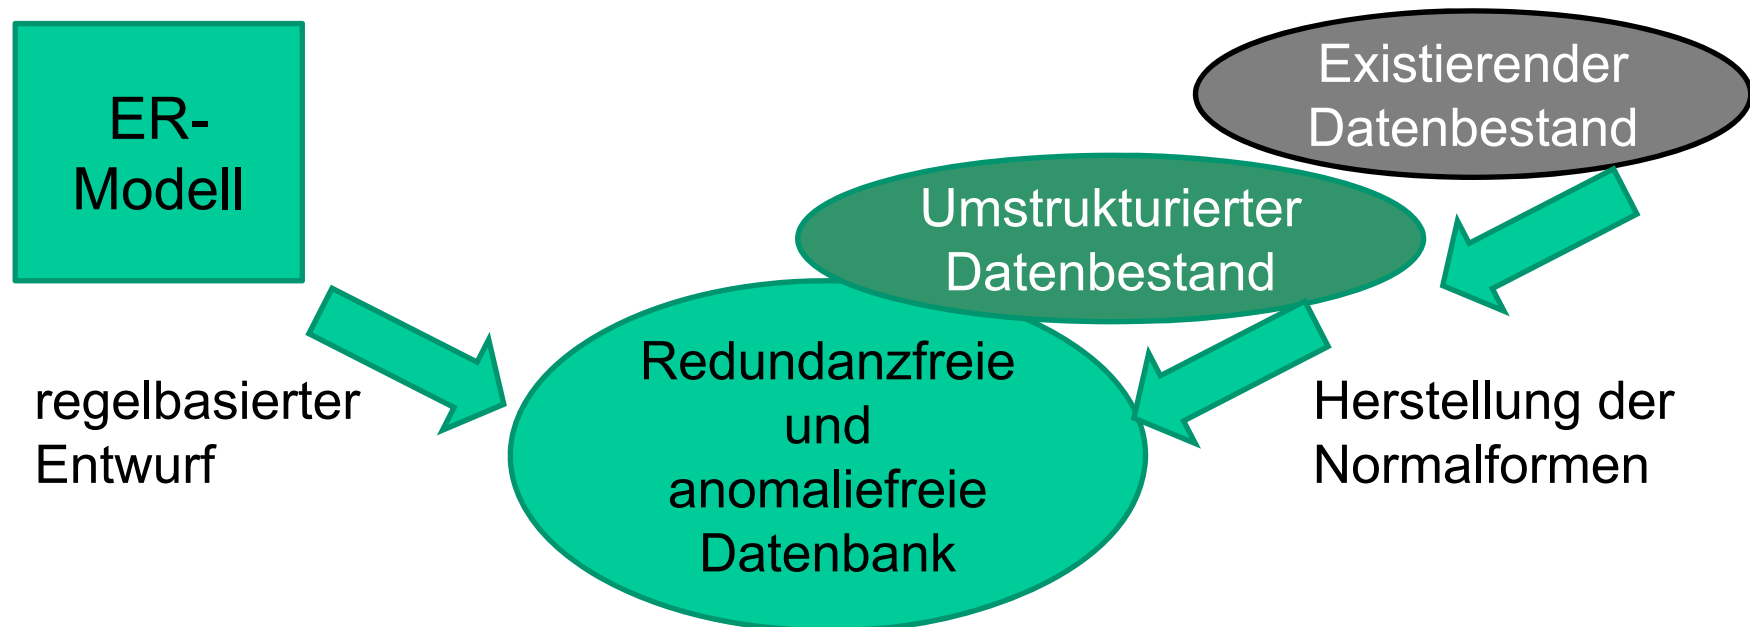 ER-
Modell
Existierender
Datenbestand
Umstrukturierter
Datenbestand
Redundanzfreie
und
anomaliefreie
Datenbank
regelbasierter
Entwurf
Herstellung der
Normalformen